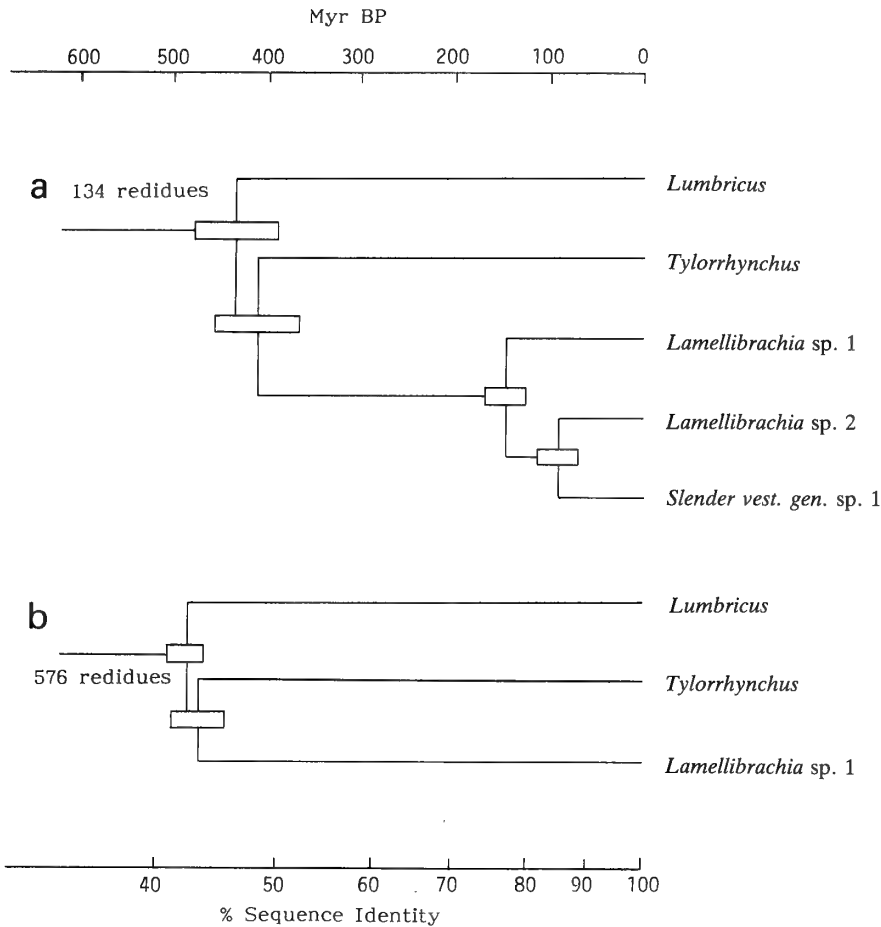 Myr BP
600 500 400 300 200 100 0
a 134 redidues
Lumbricus
Tylorrhynchus
Lamellibrachia sp. 1
Lamellibrachia sp. 2
Slender vest. gen. sp. 1
b
Lumbricus
576 redidues
Tylorrhynchus
Lamellibrachia sp. 1
40 50 60 70 80 90 100
% Sequence Identity